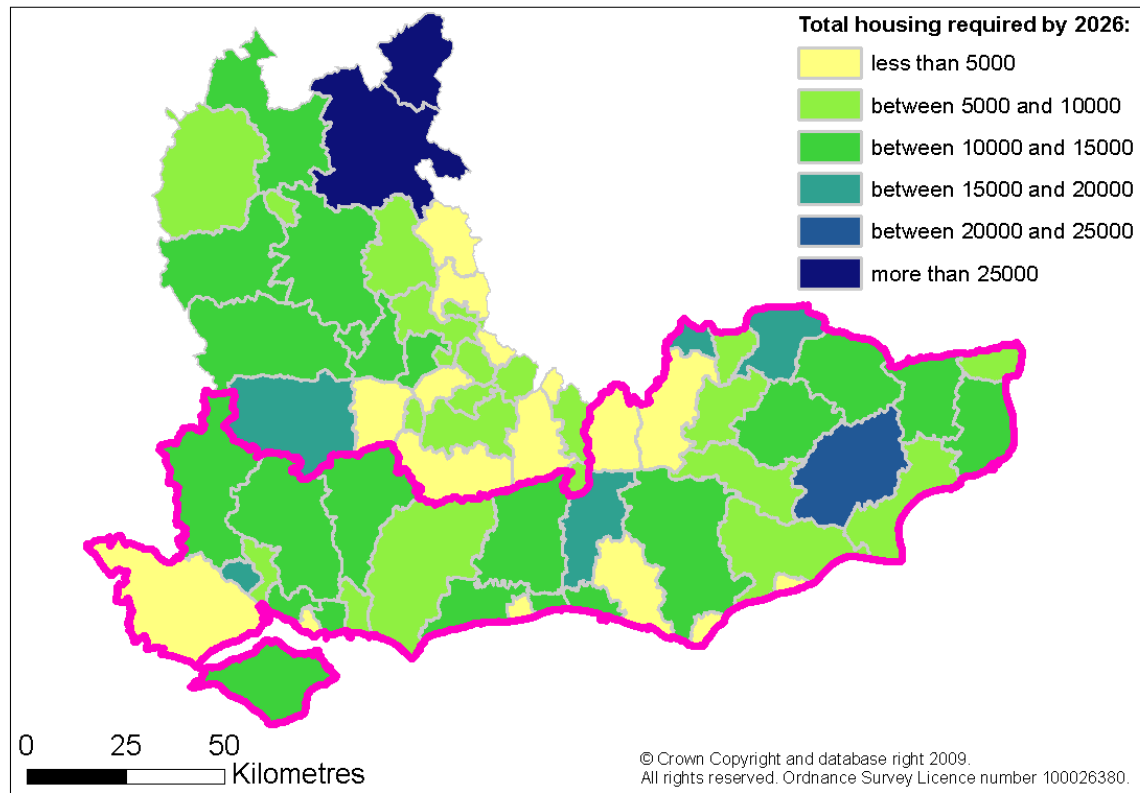 Total housing required by 2026:
less than 5000
between 5000 and 10000
between 10000 and 15000
between 15000 and 20000
between 20000 and 25000
more than 25000
0 25 50
Kilometres
© Crown Copyright and database right 2009.
All rights reserved. Ordnance Survey Licence number 100026380.